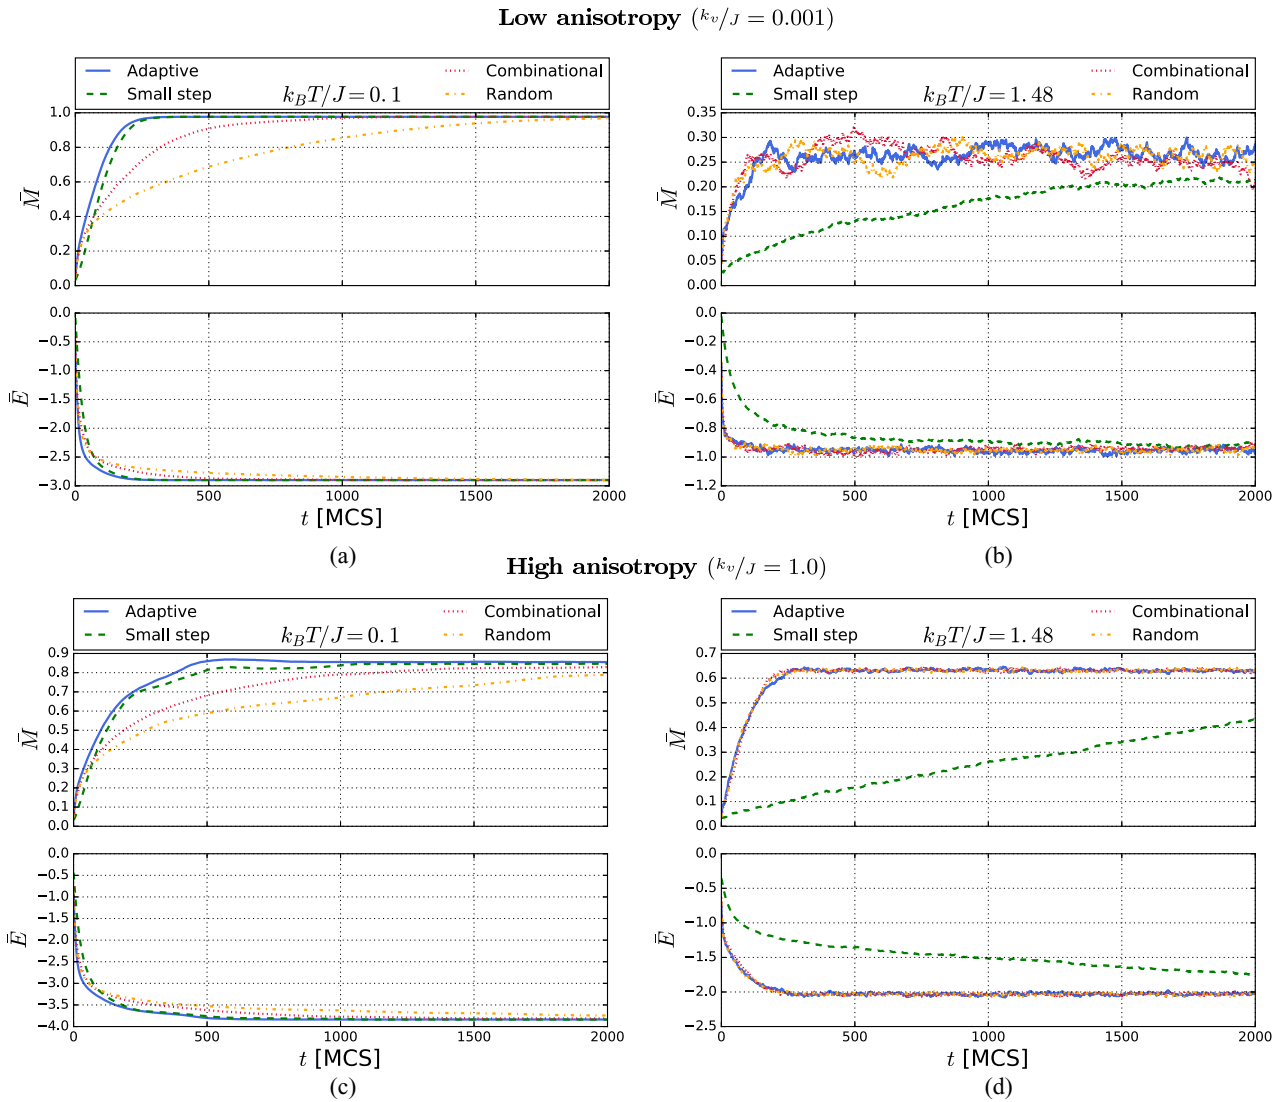 Low anisotropy (k_v/J = 0.001)
Adaptive
Small step
Combinational
Random
k_BT/J=0.1
1.0
0.8
0.6
0.4
0.2
0.0
M̄
0.0
−0.5
−1.0
−1.5
−2.0
−2.5
−3.0
Ē
0 500 1000 1500 2000
t [MCS]
(a)
Adaptive
Small step
Combinational
Random
k_BT/J=1.48
0.35
0.30
0.25
0.20
0.15
0.10
0.05
0.00
M̄
0.0
−0.2
−0.4
−0.6
−0.8
−1.0
−1.2
Ē
0 500 1000 1500 2000
t [MCS]
(b)
High anisotropy (k_v/J = 1.0)
Adaptive
Small step
Combinational
Random
k_BT/J=0.1
0.9
0.8
0.7
0.6
0.5
0.4
0.3
0.2
0.1
0.0
M̄
0.0
−0.5
−1.0
−1.5
−2.0
−2.5
−3.0
−3.5
−4.0
Ē
0 500 1000 1500 2000
t [MCS]
(c)
Adaptive
Small step
Combinational
Random
k_BT/J=1.48
0.7
0.6
0.5
0.4
0.3
0.2
0.1
0.0
M̄
0.0
−0.5
−1.0
−1.5
−2.0
−2.5
Ē
0 500 1000 1500 2000
t [MCS]
(d)